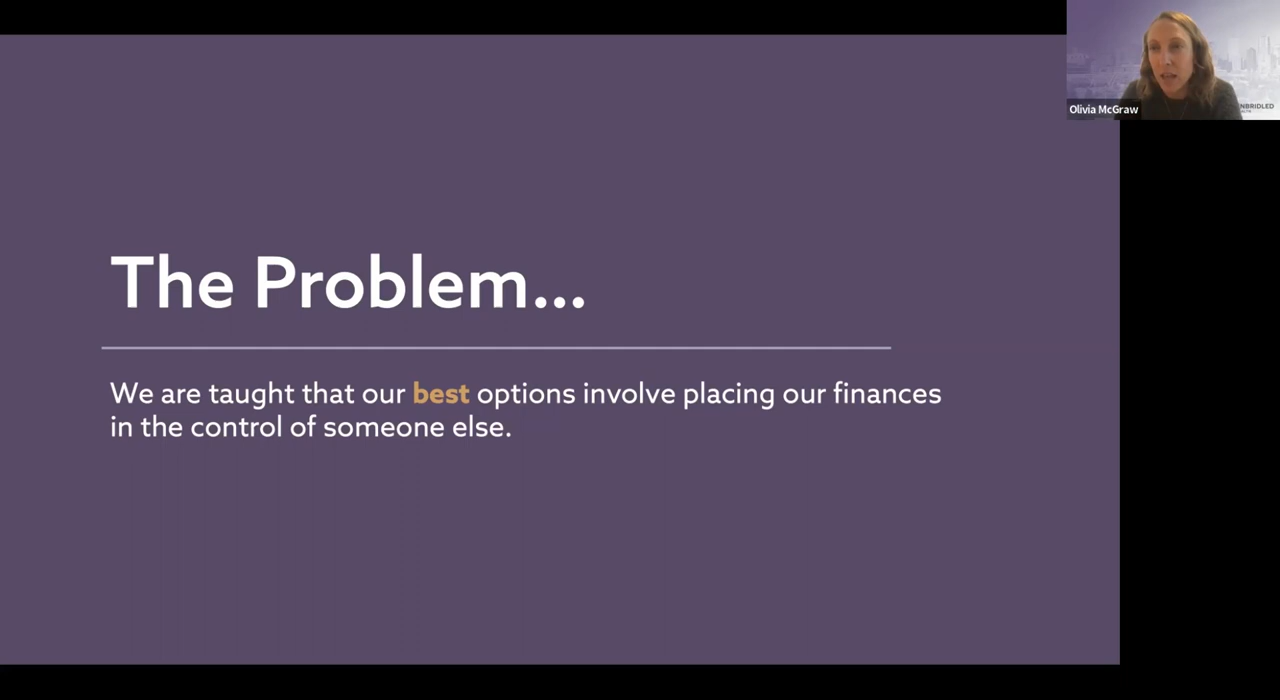 The Problem...
We are taught that our best options involve placing our finances
in the control of someone else.
Olivia McGraw
NBRIDLED